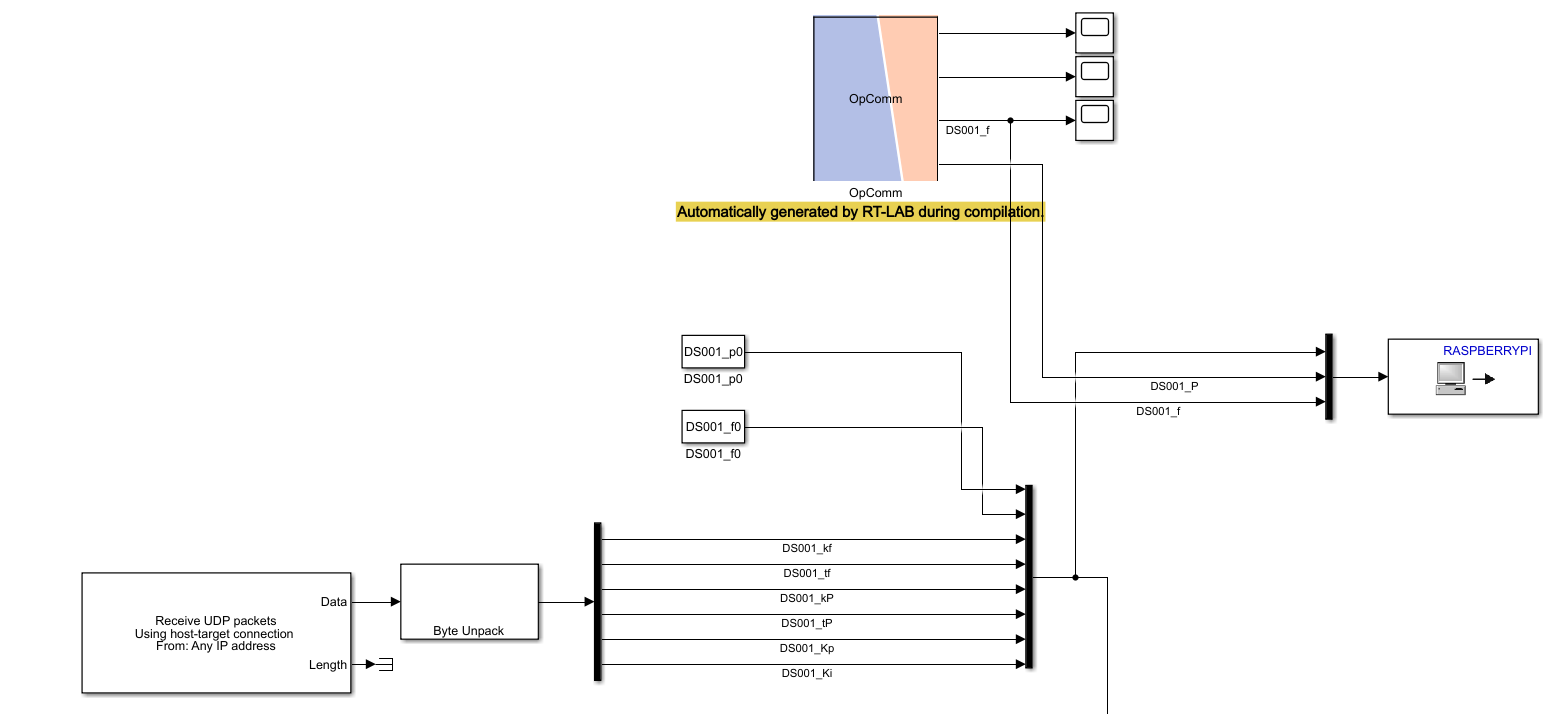 OpComm
DS001_f
OpComm
Automatically generated by RT-LAB during compilation.
DS001_p0
DS001_p0
RASPBERRYPI
DS001_P
DS001_f
DS001_f0
DS001_f0
DS001_kf
DS001_tf
DS001_kP
DS001_tP
DS001_Kp
DS001_Ki
Data
Receive UDP packets
Using host-target connection
From: Any IP address
Length
Byte Unpack